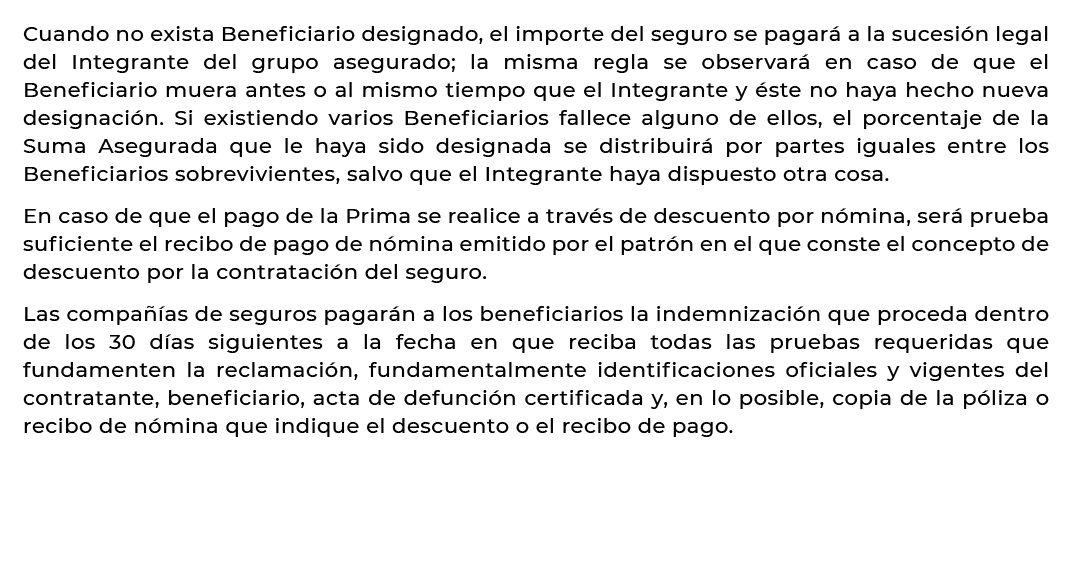 Cuando no exista Beneficiario designado, el importe del seguro se pagará a la sucesión legal
del Integrante del grupo asegurado; la misma regla se observará en caso de que el
Beneficiario muera antes o al mismo tiempo que el Integrante y éste no haya hecho nueva
designación. Si existiendo varios Beneficiarios fallece alguno de ellos, el porcentaje de la
Suma Asegurada que le haya sido designada se distribuirá por partes iguales entre los
Beneficiarios sobrevivientes, salvo que el Integrante haya dispuesto otra cosa.
En caso de que el pago de la Prima se realice a través de descuento por nómina, será prueba
suficiente el recibo de pago de nómina emitido por el patrón en el que conste el concepto de
descuento por la contratación del seguro.
Las compañías de seguros pagarán a los beneficiarios la indemnización que proceda dentro
de los 30 días siguientes a la fecha en que reciba todas las pruebas requeridas que
fundamenten la reclamación, fundamentalmente identificaciones oficiales y vigentes del
contratante, beneficiario, acta de defunción certificada y, en lo posible, copia de la póliza o
recibo de nómina que indique el descuento o el recibo de pago.